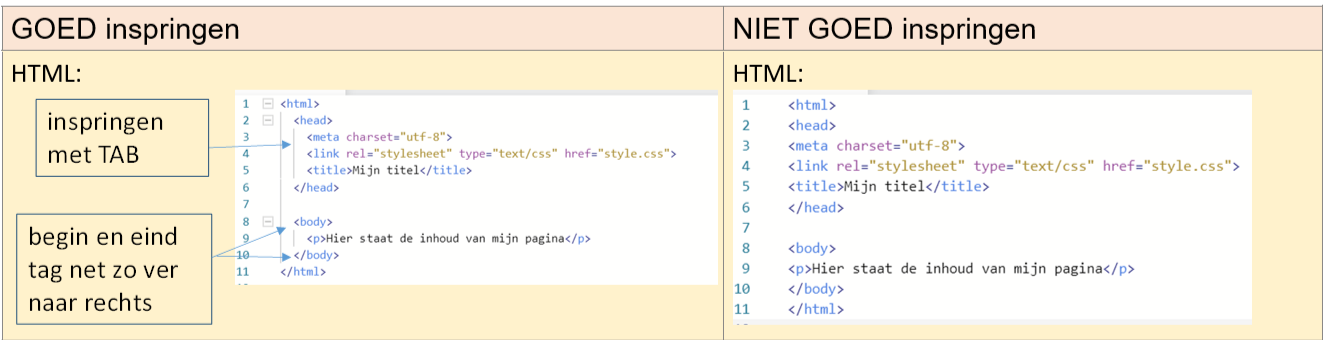 GOED inspringen
HTML:
inspringen
met TAB
begin en eind
tag net zo ver
naar rechts
1 <html>
2 <head>
3 <meta charset="utf-8">
4 <link rel="stylesheet" type="text/css" href="style.css">
5 <title>Mijn titel</title>
6 </head>
7
8 <body>
9 <p>Hier staat de inhoud van mijn pagina</p>
10 </body>
11 </html>
NIET GOED inspringen
HTML:
1 <html>
2 <head>
3 <meta charset="utf-8">
4 <link rel="stylesheet" type="text/css" href="style.css">
5 <title>Mijn titel</title>
6 </head>
7
8 <body>
9 <p>Hier staat de inhoud van mijn pagina</p>
10 </body>
11 </html>